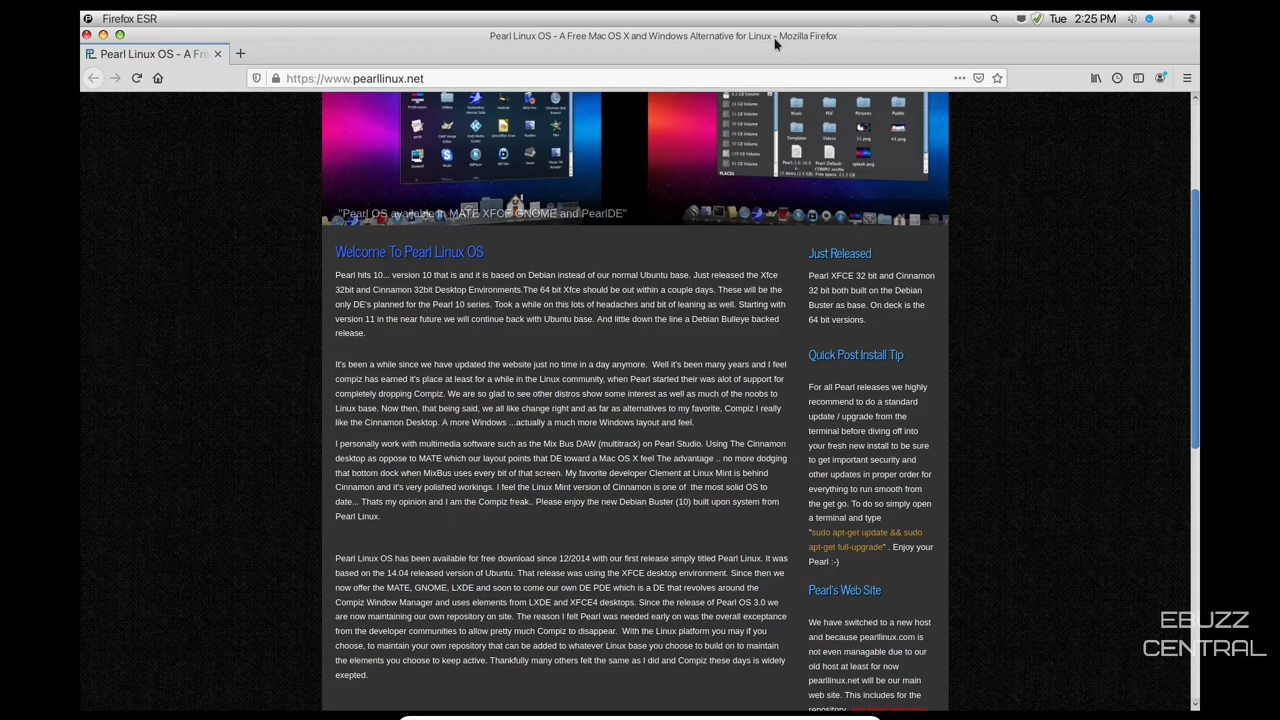 Firefox ESR
Tue 2:25 PM
Pearl Linux OS - A Free Mac OS X and Windows Alternative for Linux - Mozilla Firefox
Pearl Linux OS - A Fr
https://www.pearllinux.net
"Pearl OS available in MATE XFCE GNOME and PearlDE"
Welcome To Pearl Linux OS
Pearl hits 10... version 10 that is and it is based on Debian instead of our normal Ubuntu base. Just released the Xfce
32bit and Cinnamon 32bit Desktop Environments.The 64 bit Xfce should be out within a couple days. These will be the
only DE's planned for the Pearl 10 series. Took a while on this lots of headaches and bit of leaning as well. Starting with
version 11 in the near future we will continue back with Ubuntu base. And little down the line a Debian Bulleye backed
release.
It's been a while since we have updated the website just no time in a day anymore. Well it's been many years and I feel
compiz has earned it's place at least for a while in the Linux community, when Pearl started their was alot of support for
completely dropping Compiz. We are so glad to see other distros show some interest as well as much of the noobs to
Linux base. Now then, that being said, we all like change right and as far as alternatives to my favorite, Compiz I really
like the Cinnamon Desktop. A more Windows ...actually a much more Windows layout and feel.
I personally work with multimedia software such as the Mix Bus DAW (multitrack) on Pearl Studio. Using The Cinnamon
desktop as oppose to MATE which our layout points that DE toward a Mac OS X feel The advantage .. no more dodging
that bottom dock when MixBus uses every bit of that screen. My favorite developer Clement at Linux Mint is behind
Cinnamon and it's very polished workings. I feel the Linux Mint version of Cinnamon is one of the most solid OS to
date... Thats my opinion and I am the Compiz freak.. Please enjoy the new Debian Buster (10) built upon system from
Pearl Linux.
Pearl Linux OS has been available for free download since 12/2014 with our first release simply titled Pearl Linux. It was
based on the 14.04 released version of Ubuntu. That release was using the XFCE desktop environment. Since then we
now offer the MATE, GNOME, LXDE and soon to come our own DE PDE which is a DE that revolves around the
Compiz Window Manager and uses elements from LXDE and XFCE4 desktops. Since the release of Pearl OS 3.0 we
are now maintaining our own repository on site. The reason I felt Pearl was needed early on was the overall exceptance
from the developer communities to allow pretty much Compiz to disappear. With the Linux platform you may if you
choose, to maintain your own repository that can be added to whatever Linux base you choose to build on to maintain
the elements you choose to keep active. Thankfully many others felt the same as I did and Compiz these days is widely
exepted.
Just Released
Pearl XFCE 32 bit and Cinnamon
32 bit both built on the Debian
Buster as base. On deck is the
64 bit versions.
Quick Post Install Tip
For all Pearl releases we highly
recommend to do a standard
update / upgrade from the
terminal before diving off into
your fresh new install to be sure
to get important security and
other updates in proper order for
everything to run smooth from
the get go. To do so simply open
a terminal and type
"sudo apt-get update && sudo
apt-get full-upgrade" . Enjoy your
Pearl :-)
Pearl's Web Site
We have switched to a new host
and because pearllinux.com is
not even managable due to our
old host at least for now
pearllinux.net will be our main
web site. This includes for the
repository.
EBUZZ
CENTRAL